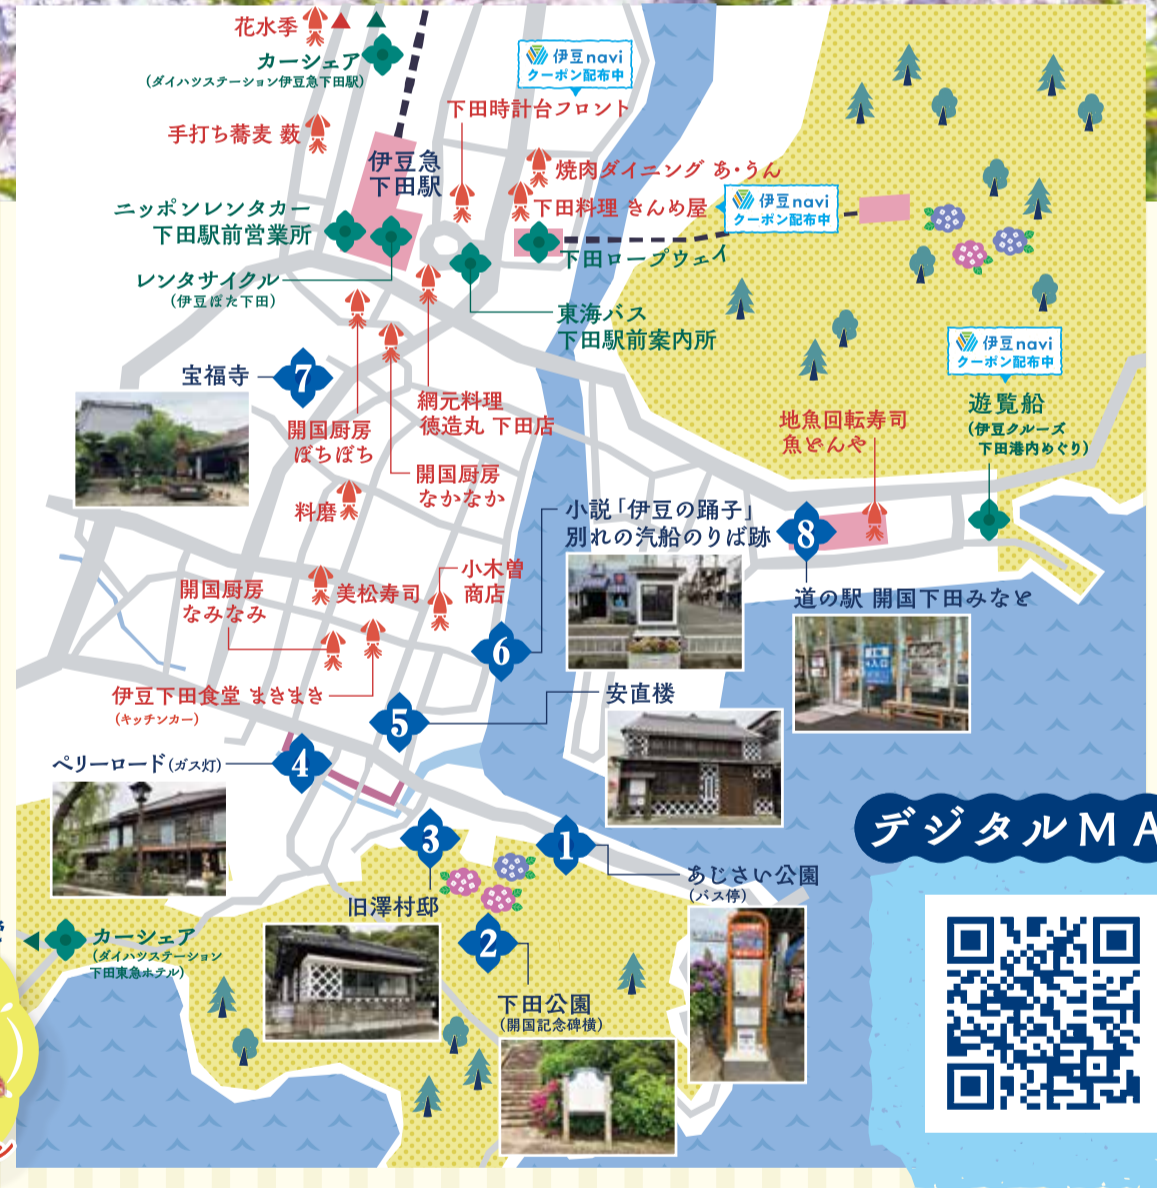 花水季
カーシェア
（ダイハツステーション伊豆急下田駅）
伊豆navi
クーポン配布中
下田時計台フロント
手打ち蕎麦 薮
伊豆急
下田駅
焼肉ダイニング あ・うん
下田料理 きんめ屋
伊豆navi
クーポン配布中
ニッポンレンタカー
下田駅前営業所
下田ロープウェイ
レンタサイクル
（伊豆ぽた下田）
東海バス
下田駅前案内所
伊豆navi
クーポン配布中
宝福寺
7
網元料理
徳造丸 下田店
開国厨房
ぽちぽち
地魚回転寿司
魚どんや
遊覧船
（伊豆クルーズ
下田港内めぐり）
開国厨房
なかなか
料磨
小説「伊豆の踊子」
別れの汽船のりば跡
8
小木曽
商店
開国厨房
なみなみ
美松寿司
道の駅 開国下田みなと
6
伊豆下田食堂 まきまき
（キッチンカー）
安直楼
5
ペリーロード（ガス灯）
4
デジタルMA
3
1
あじさい公園
（バス停）
旧澤村邸
2
カーシェア
（ダイハツステーション
下田東急ホテル）
下田公園
（開国記念碑横）